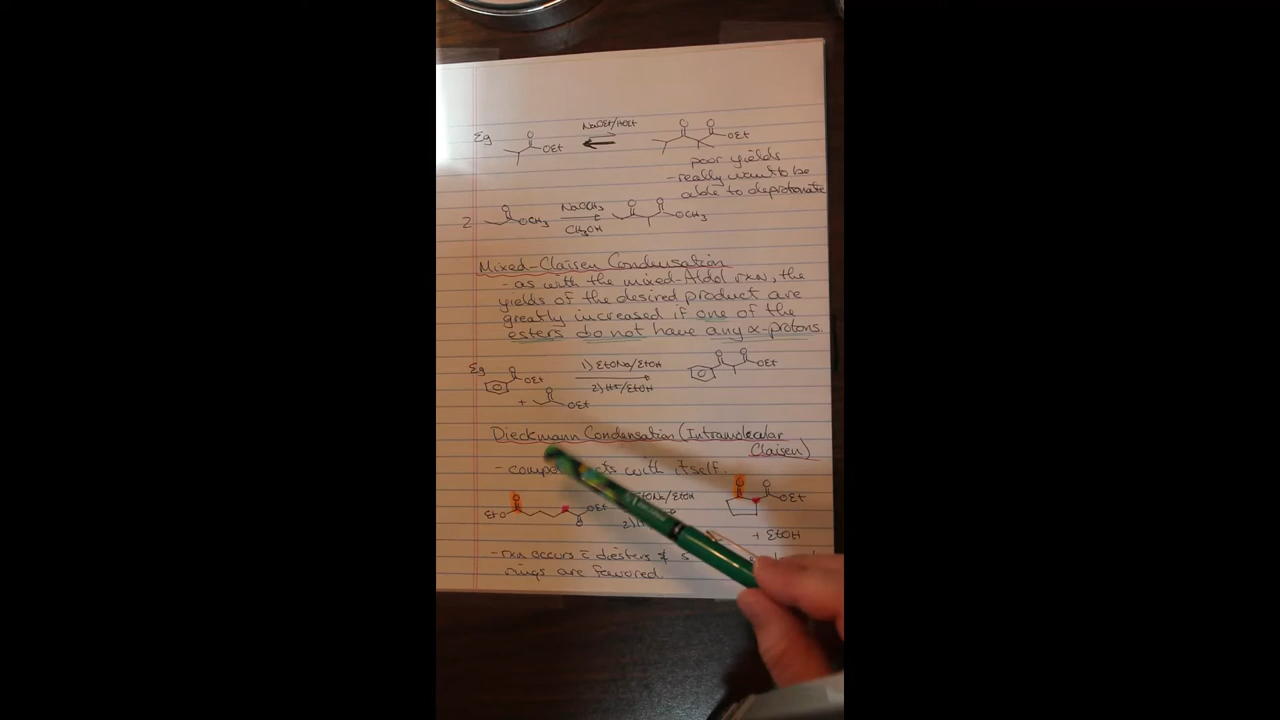 Eg
O
OEt
NaOEt/HOEt
O O
OEt
poor yields
- really want to be
able to deprotonate
2
O
OCH3
NaOCH3
CH3OH
O O
OCH3
Mixed-Claisen Condensation
- as with the mixed-Aldol rxn, the
yields of the desired product are
greatly increased if one of the
esters do not have any α-protons.
Eg
O
OEt
+
O
OEt
1) EtONa/EtOH
2) H+/EtOH
O O
OEt
Dieckmann Condensation (Intramolecular
Claisen)
- with itself.
EtO
O
OEt
O
/EtOH
2)
O O
OEt
+ EtOH
- rxn occurs c̄ diesters &
rings are favored.